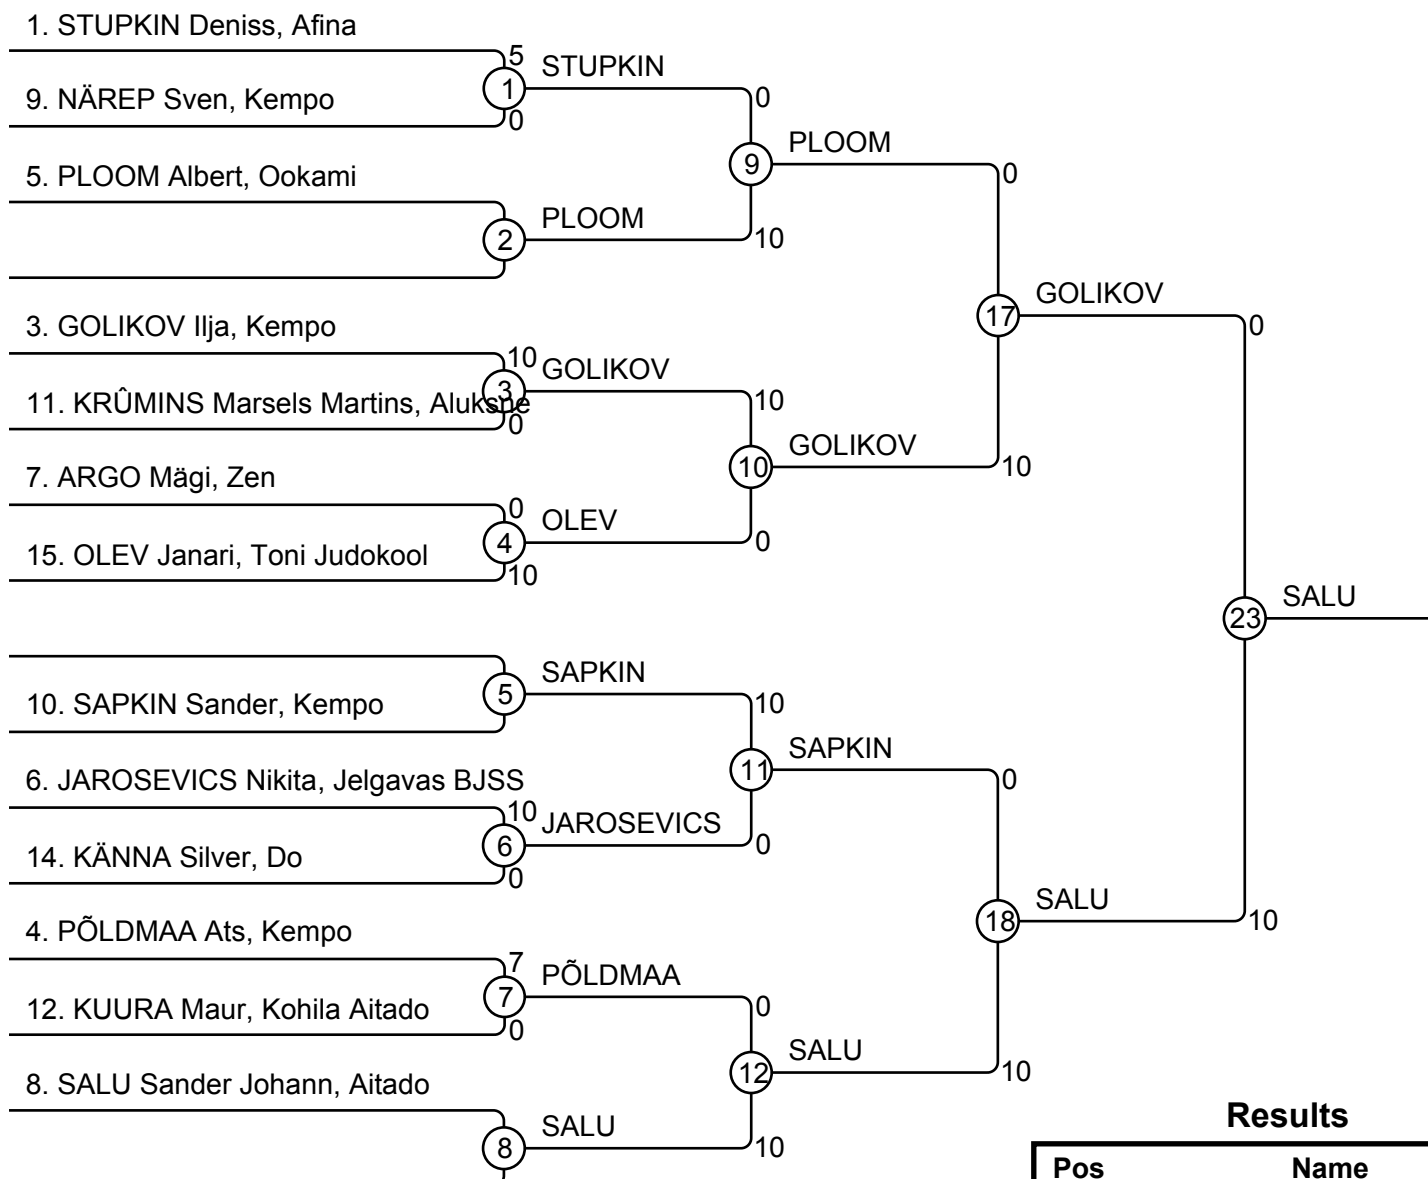 1. STUPKIN Deniss, Afina
5
STUPKIN
1
9. NÄREP Sven, Kempo
0
0
PLOOM
9
0
5. PLOOM Albert, Ookami
PLOOM
2
10
GOLIKOV
17
0
3. GOLIKOV Ilja, Kempo
10
GOLIKOV
3
10
11. KRÛMINS Marsels Martins, Aluksne
0
GOLIKOV
10
10
7. ARGO Mägi, Zen
0
OLEV
4
0
15. OLEV Janari, Toni Judokool
10
SALU
23
SAPKIN
5
10. SAPKIN Sander, Kempo
10
SAPKIN
11
0
6. JAROSEVICS Nikita, Jelgavas BJSS
10
JAROSEVICS
6
0
14. KÄNNA Silver, Do
0
SALU
18
10
4. PÕLDMAA Ats, Kempo
7
PÕLDMAA
7
0
12. KUURA Maur, Kohila Aitado
0
SALU
12
10
8. SALU Sander Johann, Aitado
SALU
8
10
Results
Pos Name